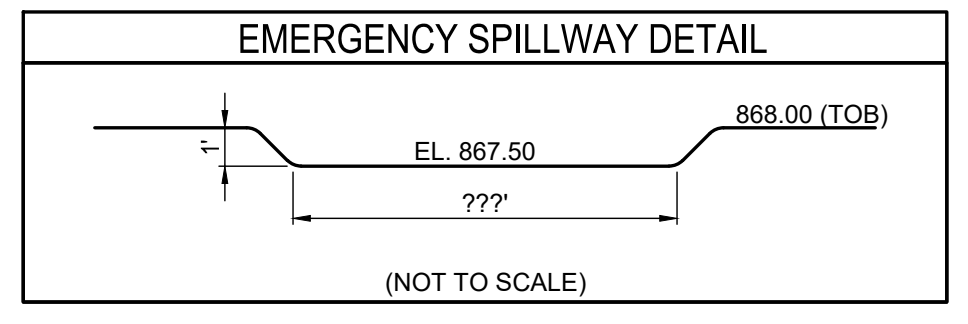 EMERGENCY SPILLWAY DETAIL
868.00 (TOB)
1'
EL. 867.50
???'
(NOT TO SCALE)